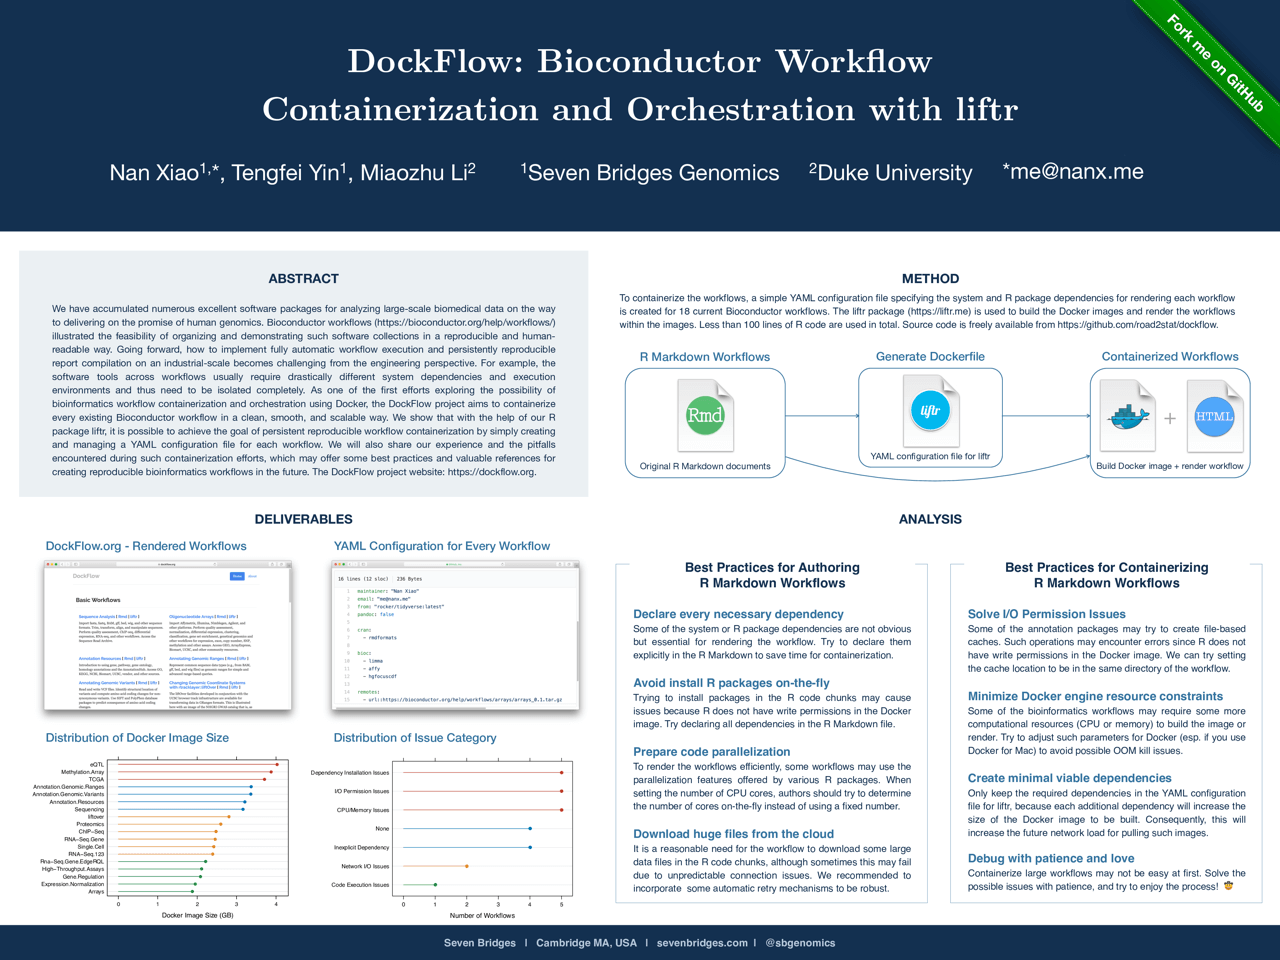 Fork me on GitHub
DockFlow: Bioconductor Workflow
Containerization and Orchestration with liftr
Nan Xiao1,*, Tengfei Yin1, Miaozhu Li2 1Seven Bridges Genomics 2Duke University *me@nanx.me
ABSTRACT
We have accumulated numerous excellent software packages for analyzing large-scale biomedical data on the way
to delivering on the promise of human genomics. Bioconductor workflows (https://bioconductor.org/help/workflows/)
illustrated the feasibility of organizing and demonstrating such software collections in a reproducible and human-
readable way. Going forward, how to implement fully automatic workflow execution and persistently reproducible
report compilation on an industrial-scale becomes challenging from the engineering perspective. For example, the
software tools across workflows usually require drastically different system dependencies and execution
environments and thus need to be isolated completely. As one of the first efforts exploring the possibility of
bioinformatics workflow containerization and orchestration using Docker, the DockFlow project aims to containerize
every existing Bioconductor workflow in a clean, smooth, and scalable way. We show that with the help of our R
package liftr, it is possible to achieve the goal of persistent reproducible workflow containerization by simply creating
and managing a YAML configuration file for each workflow. We will also share our experience and the pitfalls
encountered during such containerization efforts, which may offer some best practices and valuable references for
creating reproducible bioinformatics workflows in the future. The DockFlow project website: https://dockflow.org.
METHOD
To containerize the workflows, a simple YAML configuration file specifying the system and R package dependencies for rendering each workflow
is created for 18 current Bioconductor workflows. The liftr package (https://liftr.me) is used to build the Docker images and render the workflows
within the images. Less than 100 lines of R code are used in total. Source code is freely available from https://github.com/road2stat/dockflow.
R Markdown Workflows
Generate Dockerfile
Containerized Workflows
Rmd
liftr
+
HTML
Original R Markdown documents
YAML configuration file for liftr
Build Docker image + render workflow
DELIVERABLES
DockFlow.org - Rendered Workflows
DockFlow
Basic Workflows
Sequence Analysis [ Rmd | liftr ]
Oligonucleotide Arrays [ Rmd | liftr ]
Annotation Resources [ Rmd | liftr ]
Annotating Genomic Ranges [ Rmd | liftr ]
Annotating Genomic Variants [ Rmd | liftr ]
Changing Genomic Coordinate Systems
with rtracklayer::liftOver [ Rmd | liftr ]
YAML Configuration for Every Workflow
16 lines (12 sloc) 236 Bytes
1 maintainer: "Nan Xiao"
2 email: "me@nanx.me"
3 from: "rocker/tidyverse:latest"
4 pandoc: false
5
6 cran:
7 - rmdformats
8
9 bioc:
10 - limma
11 - affy
12 - hgfocuscdf
13
14 remotes:
15 - url::https://bioconductor.org/help/workflows/arrays/arrays_0.1.tar.gz
Distribution of Docker Image Size
eQTL
Methylation.Array
TCGA
Annotation.Genomic.Ranges
Annotation.Genomic.Variants
Annotation.Resources
Sequencing
liftover
Proteomics
ChIP-Seq
RNA-Seq.Gene
Single.Cell
RNA-Seq.123
Rna-Seq.Gene.EdgeRQL
High-Throughput.Assays
Gene.Regulation
Expression.Normalization
Arrays
0 1 2 3 4
Docker Image Size (GB)
Distribution of Issue Category
Dependency Installation Issues
I/O Permission Issues
CPU/Memory Issues
None
Inexplicit Dependency
Network I/O Issues
Code Execution Issues
0 1 2 3 4 5
Number of Workflows
ANALYSIS
Best Practices for Authoring
R Markdown Workflows
Declare every necessary dependency
Some of the system or R package dependencies are not obvious
but essential for rendering the workflow. Try to declare them
explicitly in the R Markdown to save time for containerization.
Avoid install R packages on-the-fly
Trying to install packages in the R code chunks may cause
issues because R does not have write permissions in the Docker
image. Try declaring all dependencies in the R Markdown file.
Prepare code parallelization
To render the workflows efficiently, some workflows may use the
parallelization features offered by various R packages. When
setting the number of CPU cores, authors should try to determine
the number of cores on-the-fly instead of using a fixed number.
Download huge files from the cloud
It is a reasonable need for the workflow to download some large
data files in the R code chunks, although sometimes this may fail
due to unpredictable connection issues. We recommended to
incorporate some automatic retry mechanisms to be robust.
Best Practices for Containerizing
R Markdown Workflows
Solve I/O Permission Issues
Some of the annotation packages may try to create file-based
caches. Such operations may encounter errors since R does not
have write permissions in the Docker image. We can try setting
the cache location to be in the same directory of the workflow.
Minimize Docker engine resource constraints
Some of the bioinformatics workflows may require some more
computational resources (CPU or memory) to build the image or
render. Try to adjust such parameters for Docker (esp. if you use
Docker for Mac) to avoid possible OOM kill issues.
Create minimal viable dependencies
Only keep the required dependencies in the YAML configuration
file for liftr, because each additional dependency will increase the
size of the Docker image to be built. Consequently, this will
increase the future network load for pulling such images.
Debug with patience and love
Containerize large workflows may not be easy at first. Solve the
possible issues with patience, and try to enjoy the process!
Seven Bridges | Cambridge MA, USA | sevenbridges.com | @sbgenomics